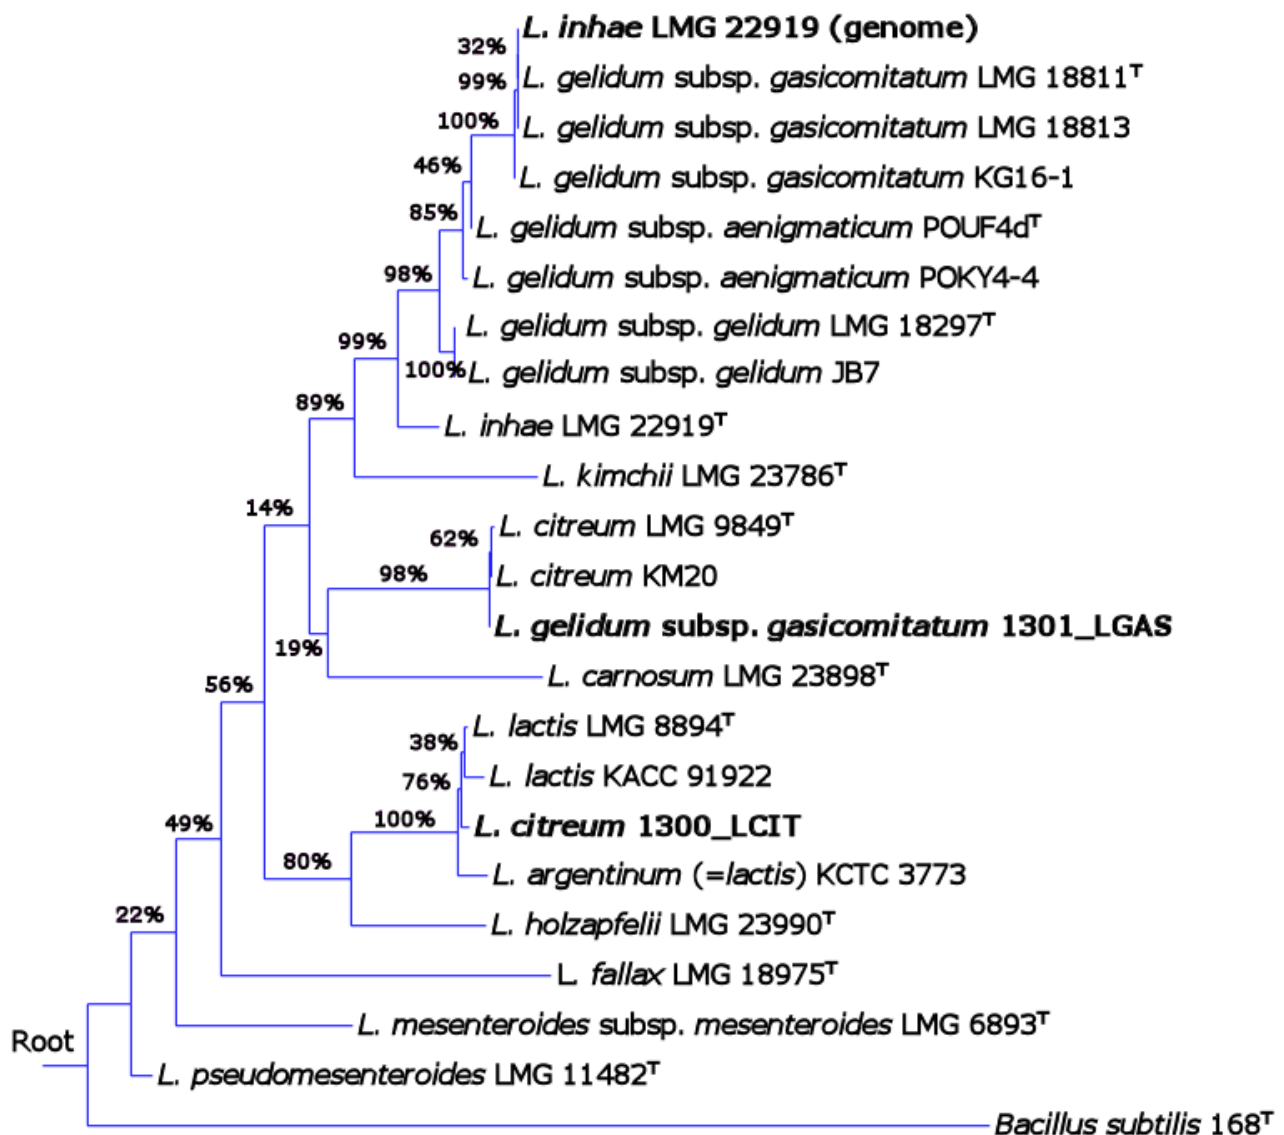 L. inhae LMG 22919 (genome)
32%
99%
L. gelidum subsp. gasicomitatum LMG 18811ᵀ
100%
L. gelidum subsp. gasicomitatum LMG 18813
46%
L. gelidum subsp. gasicomitatum KG16-1
85%
L. gelidum subsp. aenigmaticum POUF4dᵀ
98%
L. gelidum subsp. aenigmaticum POKY4-4
99%
L. gelidum subsp. gelidum LMG 18297ᵀ
100%
L. gelidum subsp. gelidum JB7
89%
L. inhae LMG 22919ᵀ
L. kimchii LMG 23786ᵀ
14%
L. citreum LMG 9849ᵀ
62%
98%
L. citreum KM20
L. gelidum subsp. gasicomitatum 1301_LGAS
19%
L. carnosum LMG 23898ᵀ
56%
L. lactis LMG 8894ᵀ
38%
76%
L. lactis KACC 91922
49%
100%
L. citreum 1300_LCIT
80%
L. argentinum (=lactis) KCTC 3773
22%
L. holzapfelii LMG 23990ᵀ
L. fallax LMG 18975ᵀ
L. mesenteroides subsp. mesenteroides LMG 6893ᵀ
Root
L. pseudomesenteroides LMG 11482ᵀ
Bacillus subtilis 168ᵀ